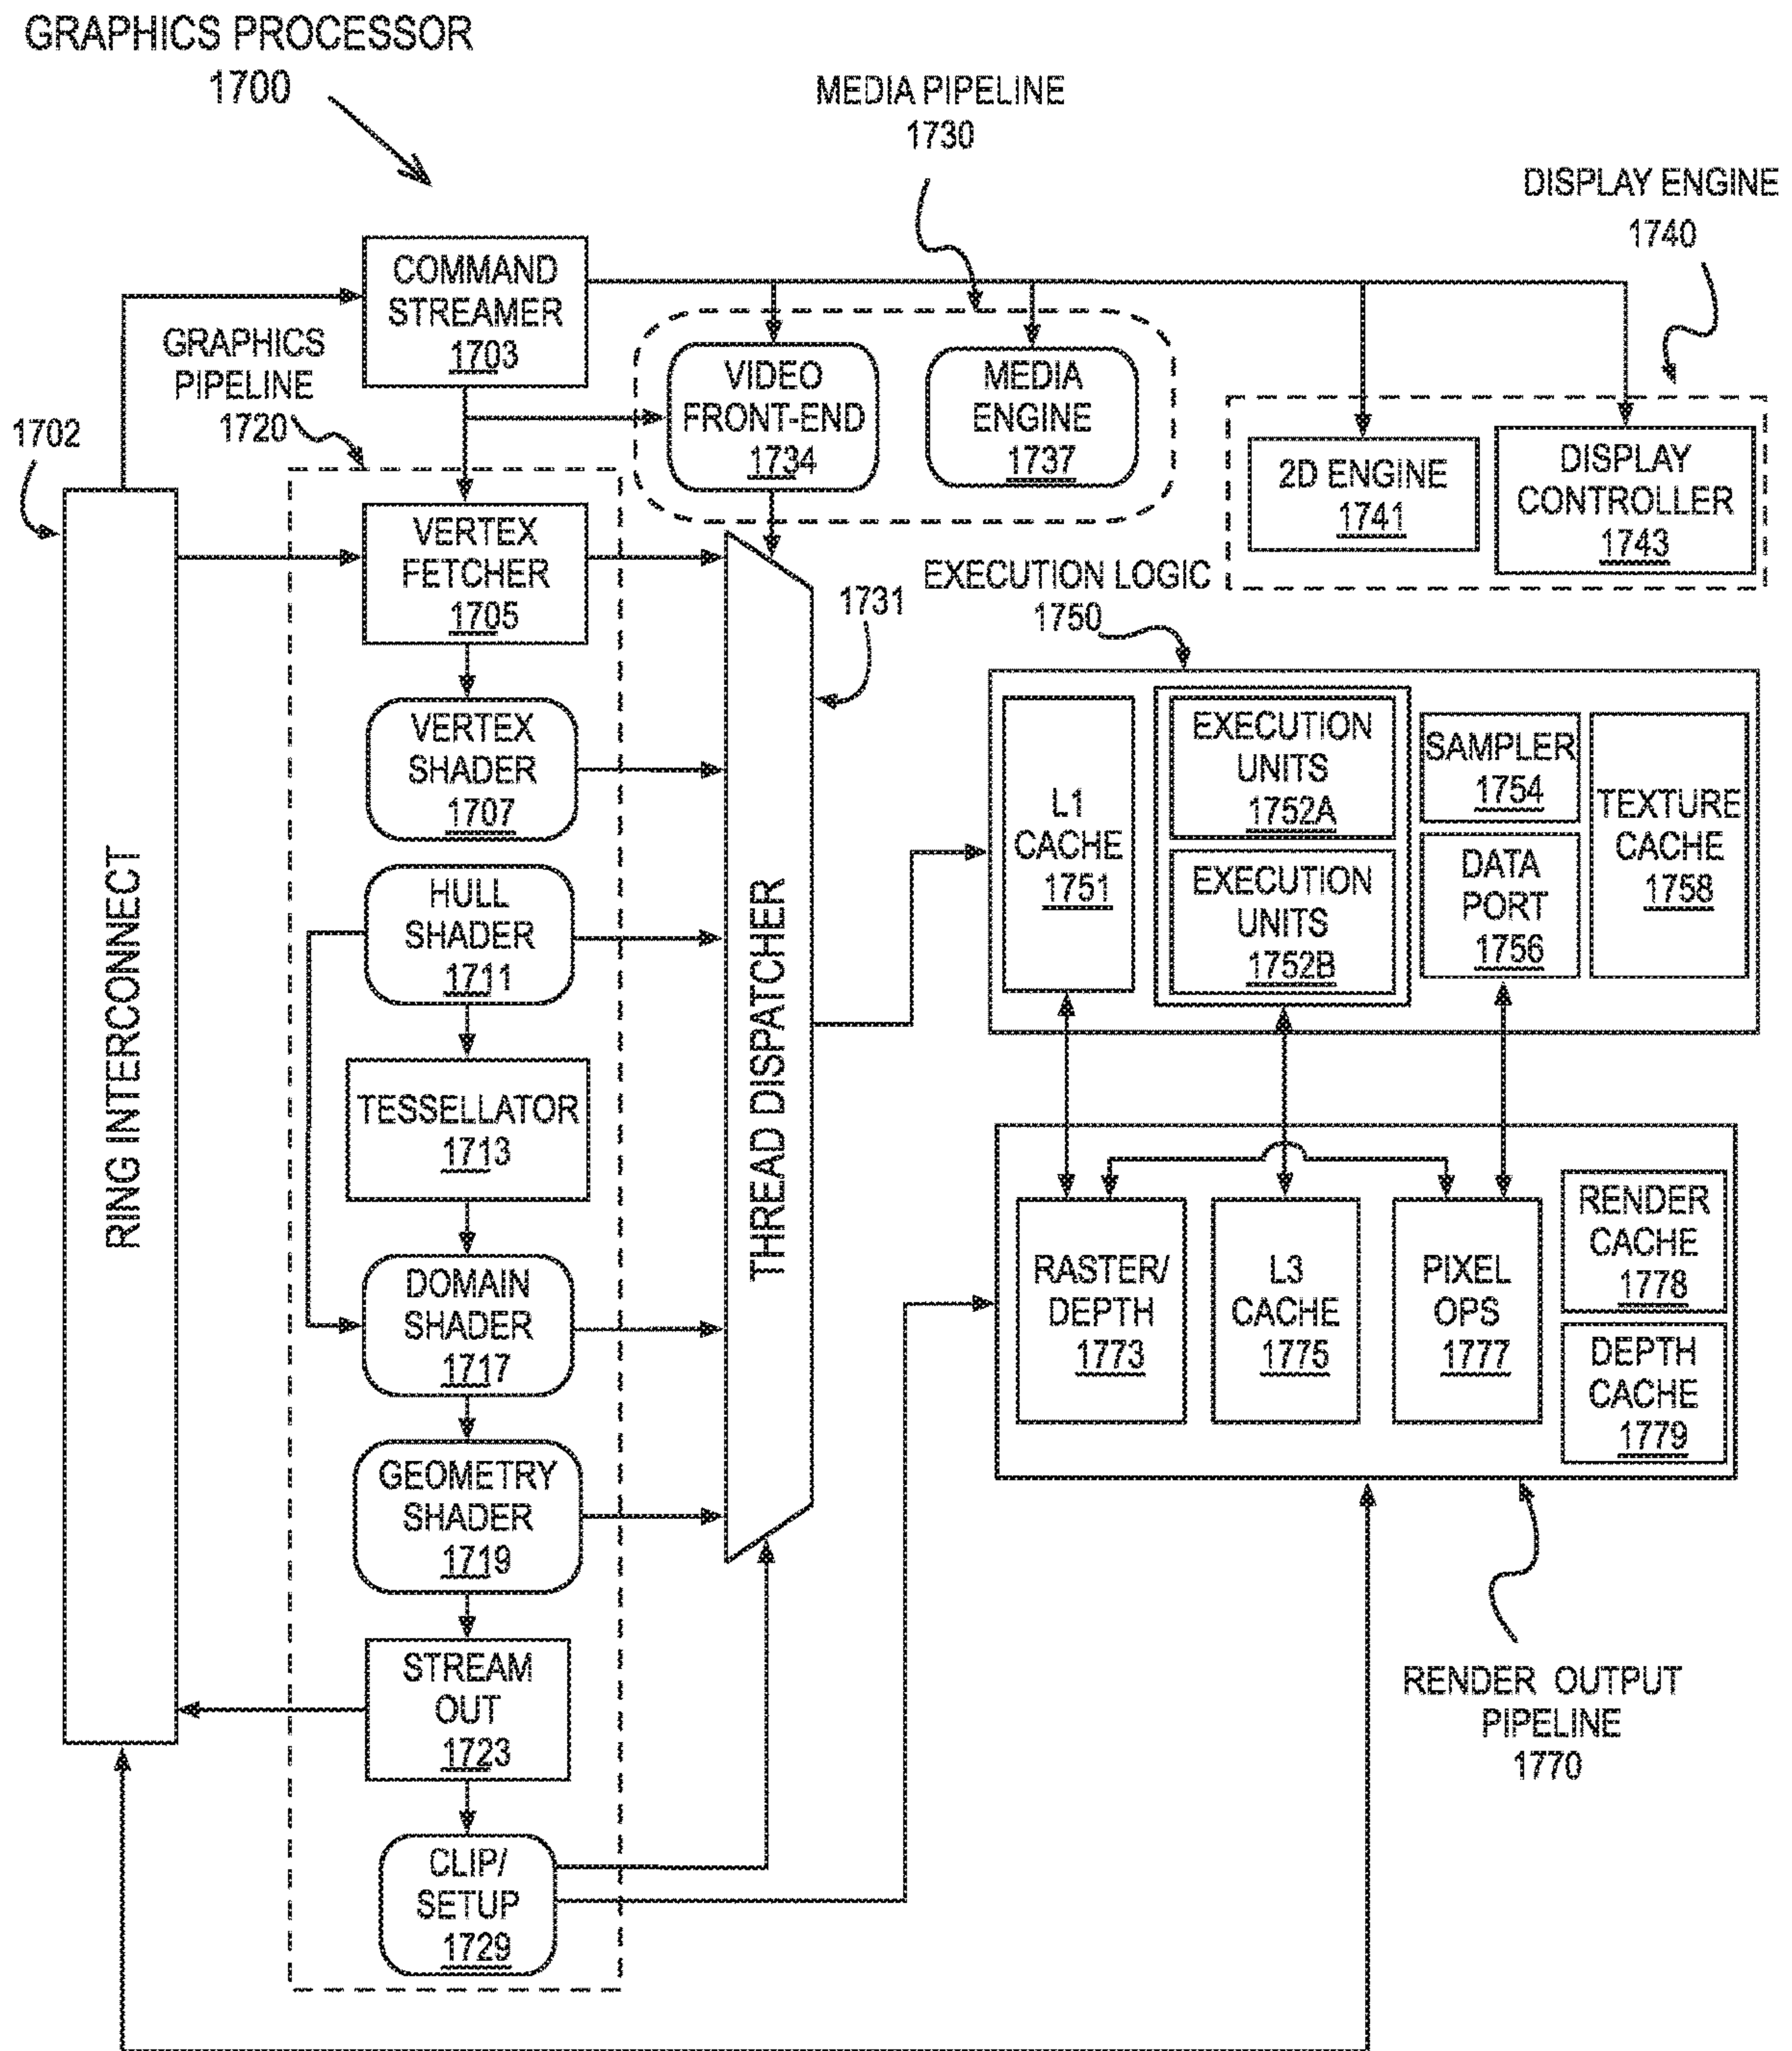 GRAPHICS PROCESSOR
1700
MEDIA PIPELINE
1730
DISPLAY ENGINE
1740
COMMAND
STREAMER
1703
GRAPHICS
PIPELINE
1720
1702
VIDEO
FRONT-END
1734
MEDIA
ENGINE
1737
2D ENGINE
1741
DISPLAY
CONTROLLER
1743
RING INTERCONNECT
VERTEX
FETCHER
1705
VERTEX
SHADER
1707
HULL
SHADER
1711
TESSELLATOR
1713
DOMAIN
SHADER
1717
GEOMETRY
SHADER
1719
STREAM
OUT
1723
CLIP/
SETUP
1729
THREAD DISPATCHER
1731
EXECUTION LOGIC
1750
L1
CACHE
1751
EXECUTION
UNITS
1752A
EXECUTION
UNITS
1752B
SAMPLER
1754
DATA
PORT
1756
TEXTURE
CACHE
1758
RASTER/
DEPTH
1773
L3
CACHE
1775
PIXEL
OPS
1777
RENDER
CACHE
1778
DEPTH
CACHE
1779
RENDER OUTPUT
PIPELINE
1770